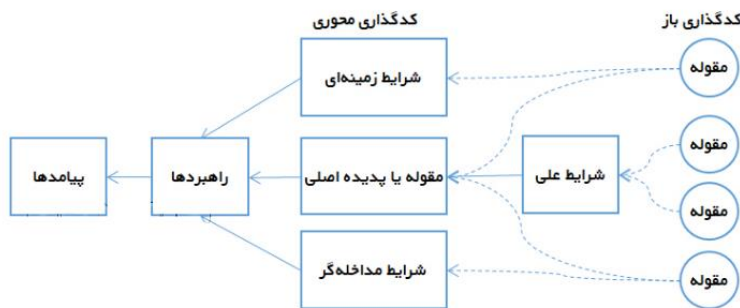 کدگذاری باز
کدگذاری محوری
مقوله
شرایط زمینه‌ای
مقوله
شرایط علی
مقوله یا پدیده اصلی
راهبردها
پیامدها
مقوله
مقوله
شرایط مداخله‌گر